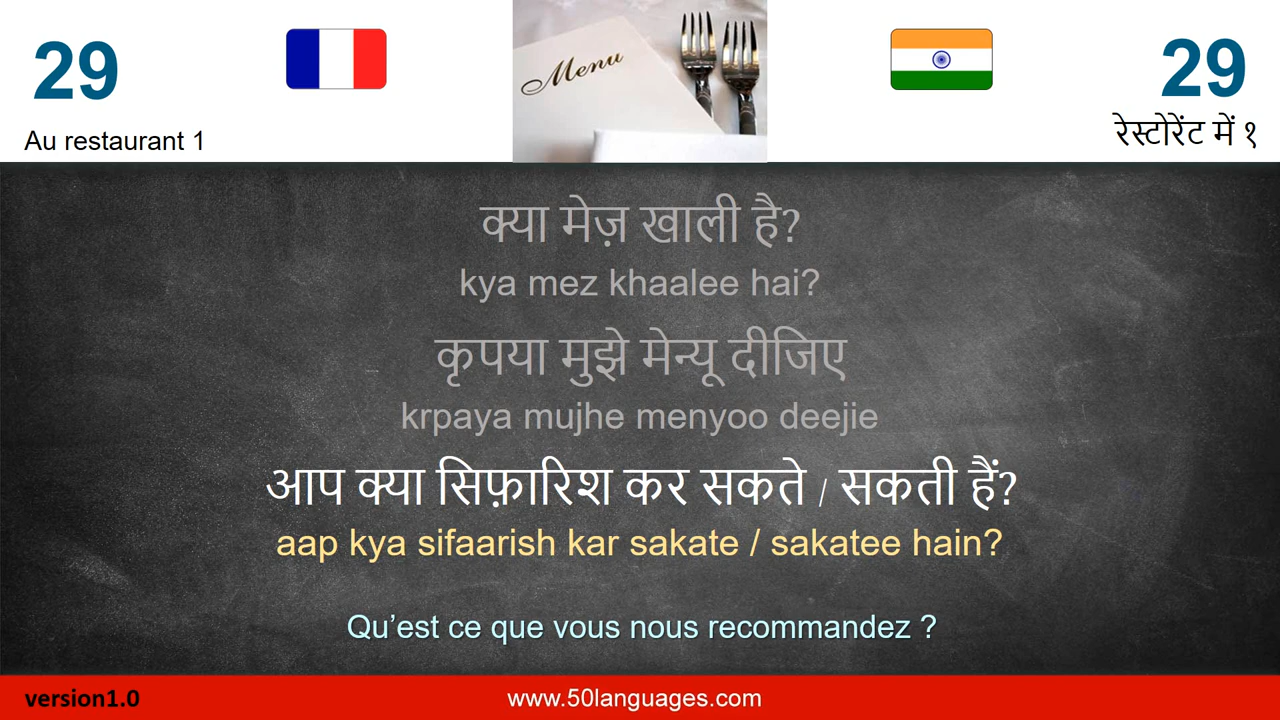 29
29
Au restaurant 1
Menu
रेस्टोरेंट में १
क्या मेज़ खाली है?
kya mez khaalee hai?
कृपया मुझे मेन्यू दीजिए
krpaya mujhe menyoo deejie
आप क्या सिफ़ारिश कर सकते / सकती हैं?
aap kya sifaarish kar sakate / sakatee hain?
Qu’est ce que vous nous recommandez ?
version1.0
www.50languages.com